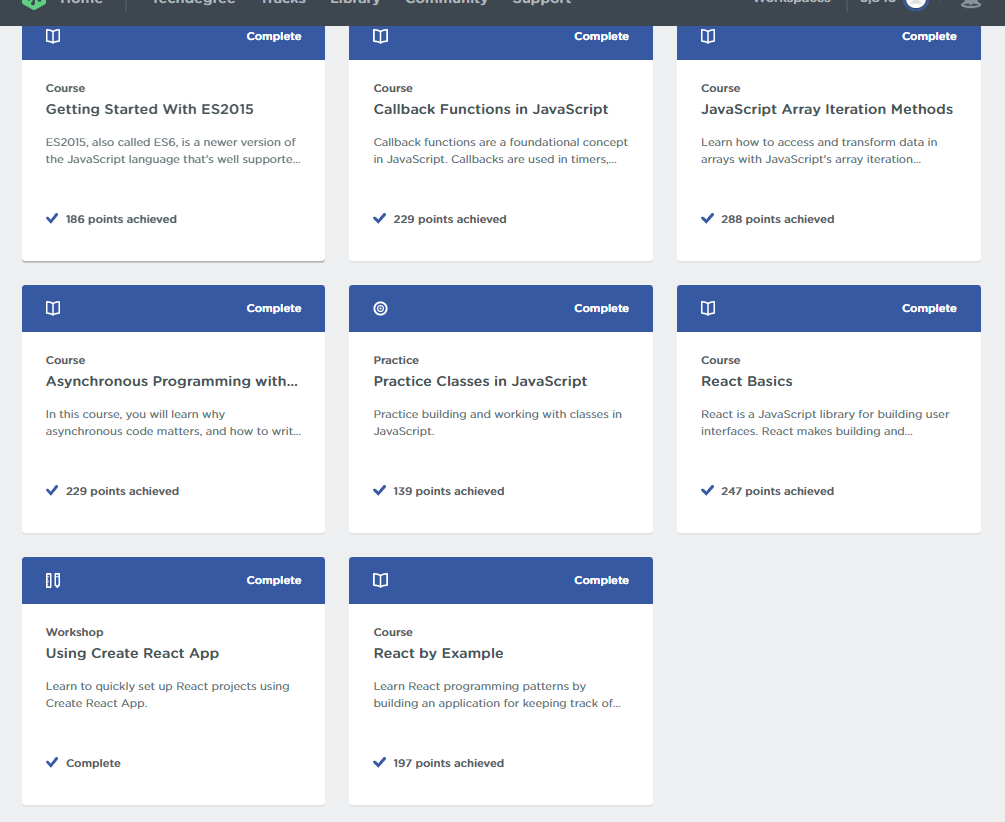 Home Techdegree Tracks Library Community Support Workspaces
Complete Complete Complete
Course
Getting Started With ES2015
ES2015, also called ES6, is a newer version of
the JavaScript language that's well supporte...
186 points achieved
Course
Callback Functions in JavaScript
Callback functions are a foundational concept
in JavaScript. Callbacks are used in timers,...
229 points achieved
Course
JavaScript Array Iteration Methods
Learn how to access and transform data in
arrays with JavaScript's array iteration...
288 points achieved
Complete Complete Complete
Course
Asynchronous Programming with...
In this course, you will learn why
asynchronous code matters, and how to writ...
229 points achieved
Practice
Practice Classes in JavaScript
Practice building and working with classes in
JavaScript.
139 points achieved
Course
React Basics
React is a JavaScript library for building user
interfaces. React makes building and...
247 points achieved
Complete Complete
Workshop
Using Create React App
Learn to quickly set up React projects using
Create React App.
Complete
Course
React by Example
Learn React programming patterns by
building an application for keeping track of...
197 points achieved